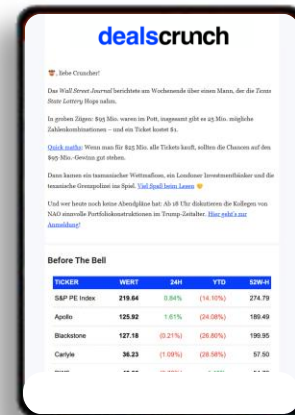 dealscrunch
🤠, liebe Cruncher!
Das Wall Street Journal berichtete am Wochenende über einen Mann, der die Texas
State Lottery Hops nahm.
In groben Zügen: $95 Mio. waren im Pott, insgesamt gibt es 25 Mio. mögliche
Zahlenkombinationen – und ein Ticket kostet $1.
Quick maths: Wenn man für $25 Mio. alle Tickets kauft, sollten die Chancen auf den
$95-Mio.-Gewinn gut stehen.
Dann kamen ein tasmanischer Wettmafioso, ein Londoner Investmentbänker und die
texanische Grenzpolizei ins Spiel. Viel Spaß beim Lesen
Und wer heute noch keine Abendpläne hat: Ab 18 Uhr diskutieren die Kollegen von
NAO sinnvolle Portfoliokonstruktionen im Trump-Zeitalter. Hier geht's zur
Anmeldung!
Before The Bell
TICKER WERT 24H YTD 52W-H
S&P PE Index 219.64 0.84% (14.10%) 274.79
Apollo 125.92 1.61% (24.08%) 189.49
Blackstone 127.18 (0.21%) (26.80%) 199.95
Carlyle 36.23 (1.09%) (28.58%) 57.50